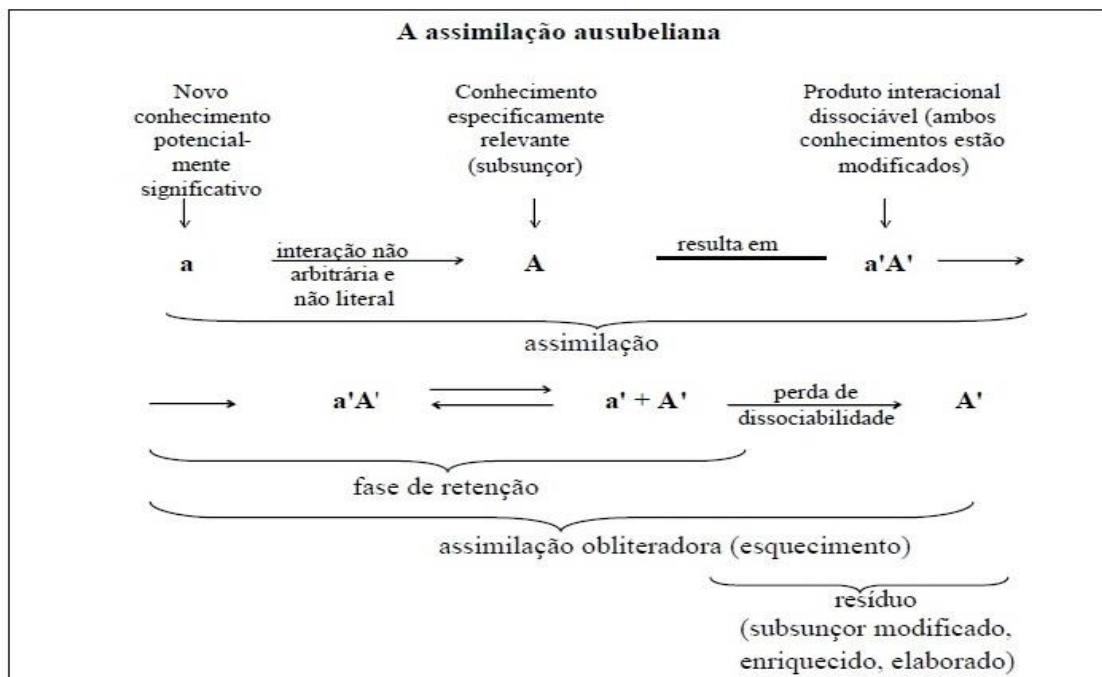 A assimilação ausubeliana
Novo
conhecimento
potencial-
mente
significativo
Conhecimento
especificamente
relevante
(subsunçor)
Produto interacional
dissociável (ambos
conhecimentos estão
modificados)
a
interação não
arbitrária e
não literal
A
resulta em
a'A'
assimilação
a'A'
a' + A'
perda de
dissociabilidade
A'
fase de retenção
assimilação obliteradora (esquecimento)
resíduo
(subsunçor modificado,
enriquecido, elaborado)